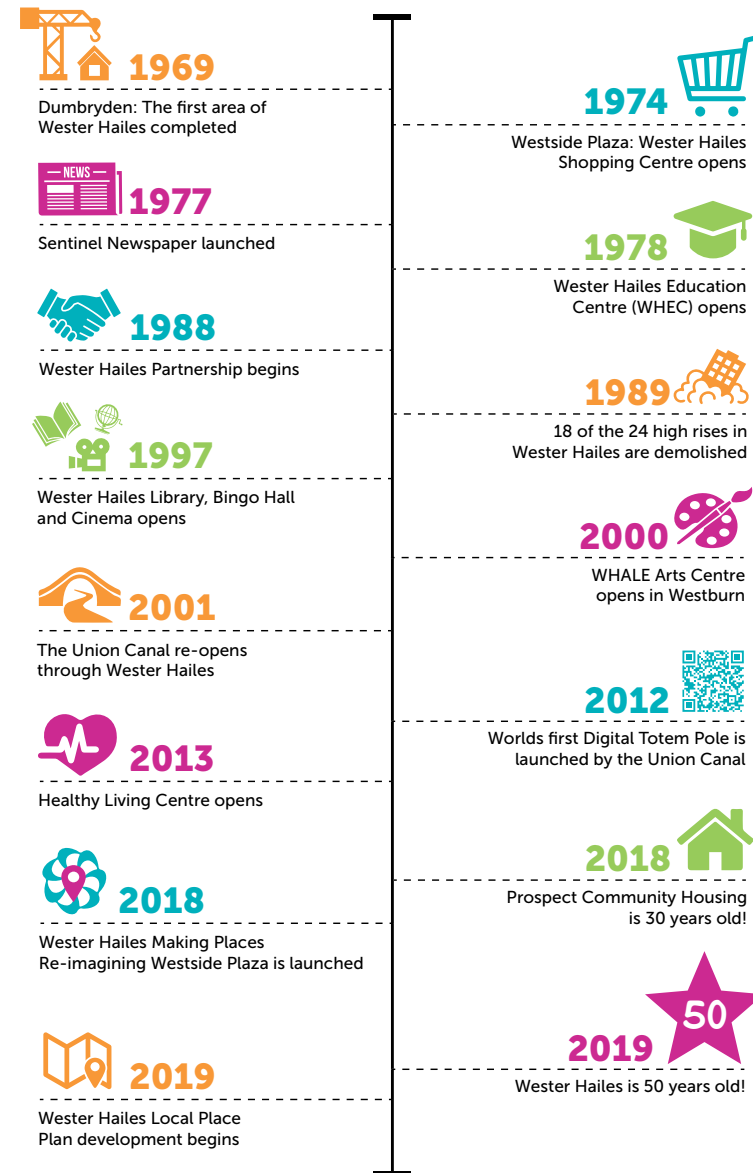 1969
Dumbryden: The first area of
Wester Hailes completed
1974
Westside Plaza: Wester Hailes
Shopping Centre opens
NEWS
1977
Sentinel Newspaper launched
1978
Wester Hailes Education
Centre (WHEC) opens
1988
Wester Hailes Partnership begins
1989
18 of the 24 high rises in
Wester Hailes are demolished
1997
Wester Hailes Library, Bingo Hall
and Cinema opens
2000
WHALE Arts Centre
opens in Westburn
2001
The Union Canal re-opens
through Wester Hailes
2012
Worlds first Digital Totem Pole is
launched by the Union Canal
2013
Healthy Living Centre opens
2018
Prospect Community Housing
is 30 years old!
2018
Wester Hailes Making Places
Re-imagining Westside Plaza is launched
50
2019
Wester Hailes is 50 years old!
2019
Wester Hailes Local Place
Plan development begins